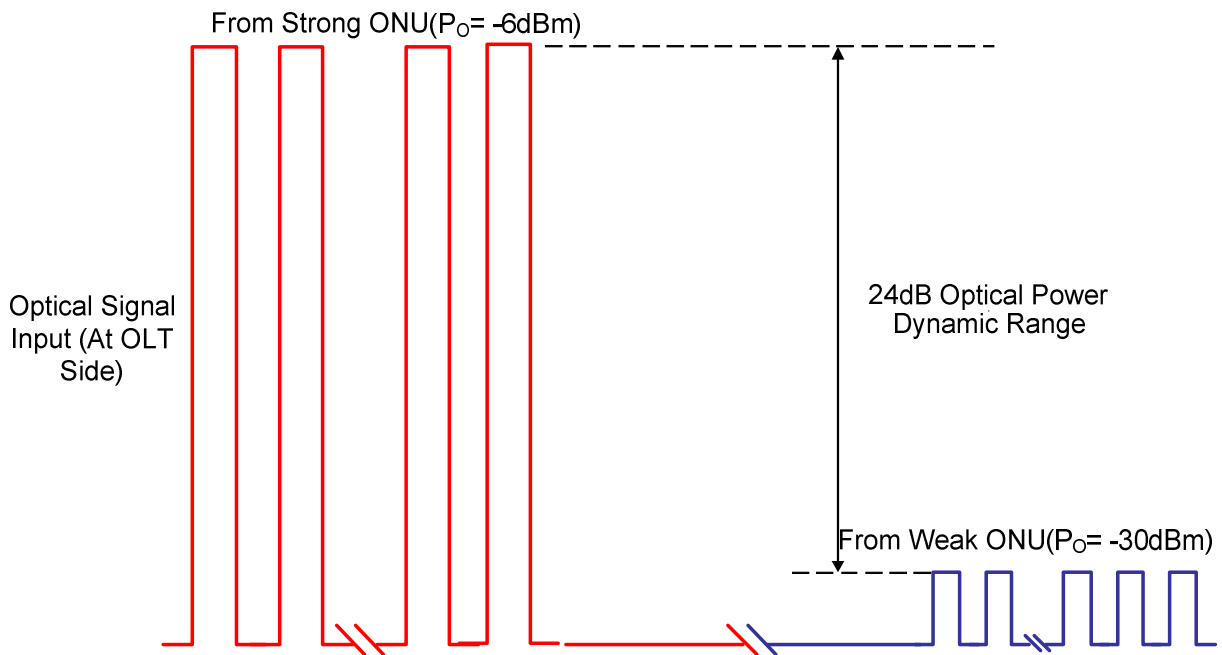 From Strong ONU(PO= -6dBm)
Optical Signal
Input (At OLT
Side)
24dB Optical Power
Dynamic Range
From Weak ONU(PO= -30dBm)